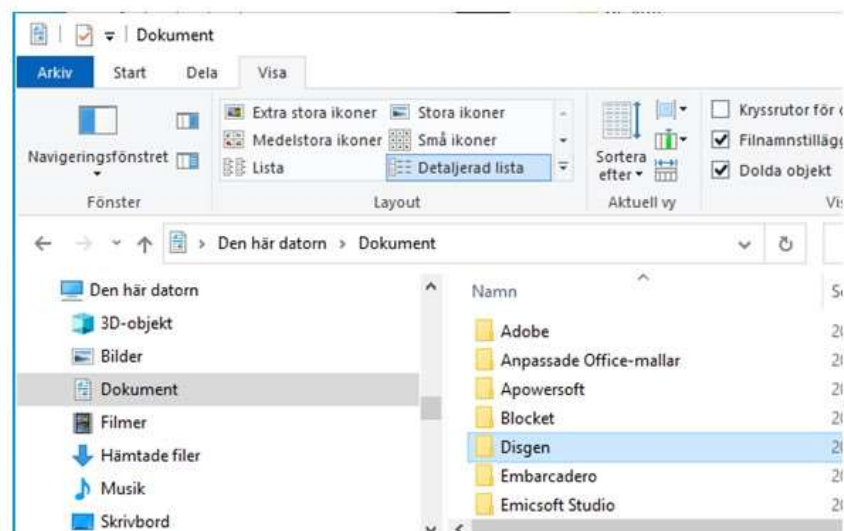 Dokument
Arkiv Start Dela Visa
Extra stora ikoner Stora ikoner
Medelstora ikoner Små ikoner
Lista Detaljerad lista
Navigeringsfönstret
Sortera
efter
Kryssrutor för
Filnamnstillägg
Dolda objekt
Fönster Layout Aktuell vy
Den här datorn > Dokument
Den här datorn
3D-objekt
Bilder
Dokument
Filmer
Hämtade filer
Musik
Skrivbord
Namn
Adobe
Anpassade Office-mallar
Apowersoft
Blocket
Disgen
Embarcadero
Emicsoft Studio